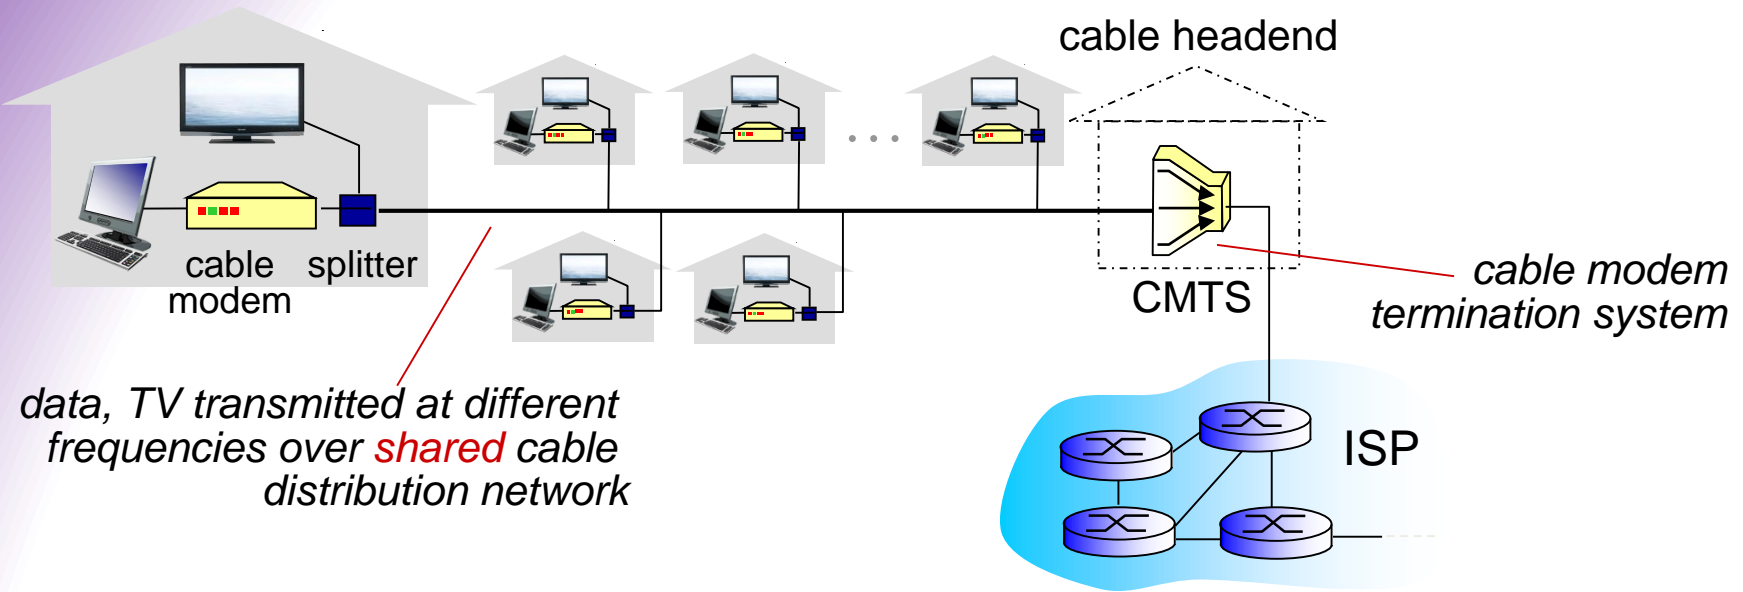 cable headend
cable
modem
splitter
CMTS
cable modem
termination system
data, TV transmitted at different
frequencies over shared cable
distribution network
ISP